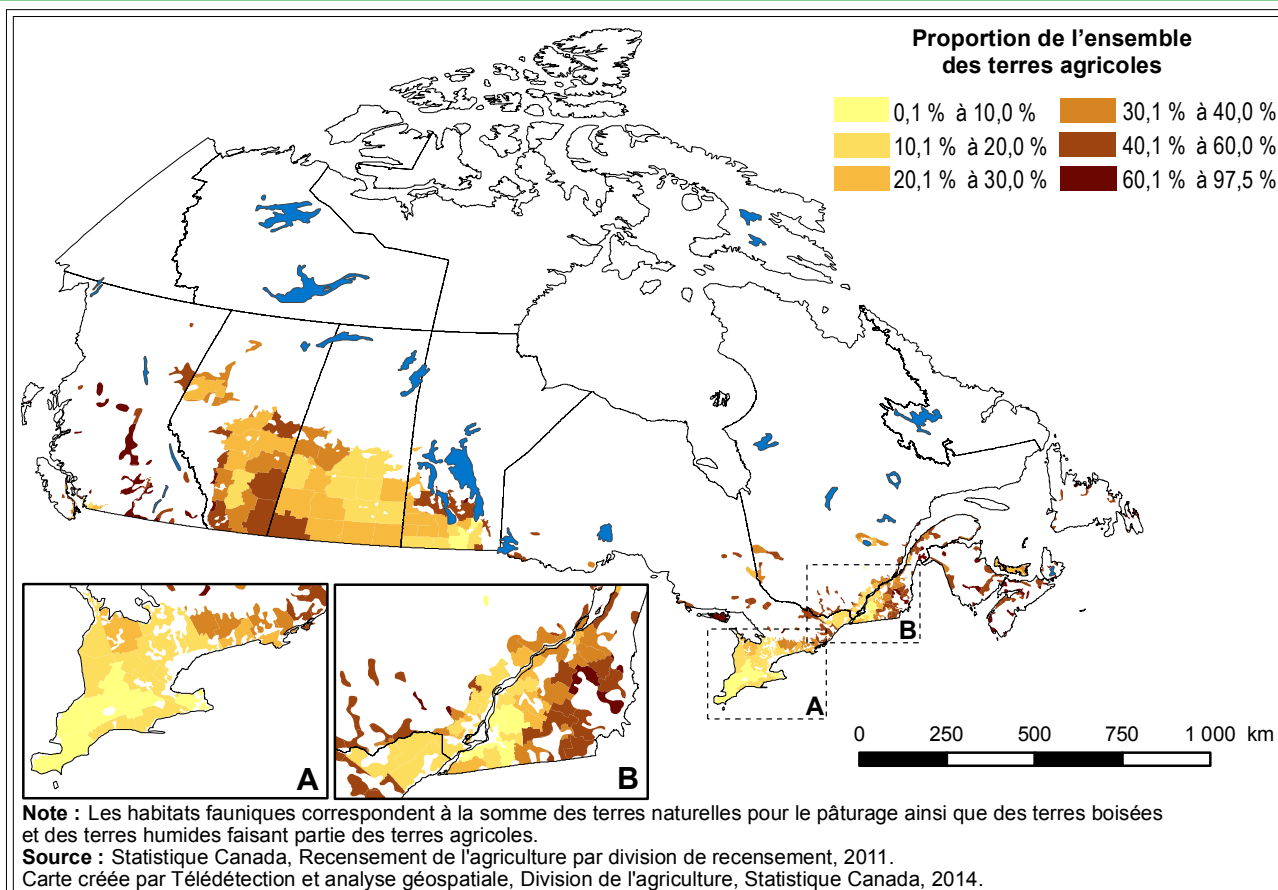 Proportion de l'ensemble
des terres agricoles
0,1 % à 10,0 %
10,1 % à 20,0 %
20,1 % à 30,0 %
30,1 % à 40,0 %
40,1 % à 60,0 %
60,1 % à 97,5 %
B
A
0 250 500 750 1 000 km
A
B
Note : Les habitats fauniques correspondent à la somme des terres naturelles pour le pâturage ainsi que des terres boisées
et des terres humides faisant partie des terres agricoles.
Source : Statistique Canada, Recensement de l'agriculture par division de recensement, 2011.
Carte créée par Télédétection et analyse géospatiale, Division de l'agriculture, Statistique Canada, 2014.